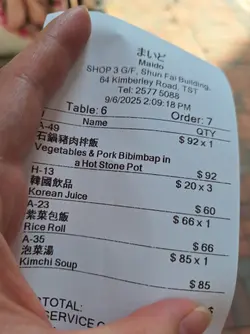 まいど
Maido
SHOP 3 G/F, Shun Fai Building,
64 Kimberley Road, TST
Tel: 2577 5088
9/6/2025 2:09:18 PM
Table: 6 Order: 7
Name QTY
A-49 $ 92 x 1
石鍋豬肉拌飯
Vegetables & Pork Bibimbap in
a Hot Stone Pot
$ 92
H-13 $ 20 x 3
韓國飲品
Korean Juice
$ 60
A-23 $ 66 x 1
紫菜包飯
Rice Roll
$ 66
A-35 $ 85 x 1
泡菜湯
Kimchi Soup
$ 85
SUBTOTAL: $
SERVICE